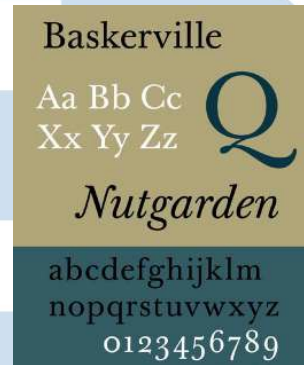 Baskerville
Aa Bb Cc
Xx Yy Zz
Q
Nutgarden
abcdefghijklm
nopqrstuvwxyz
0123456789